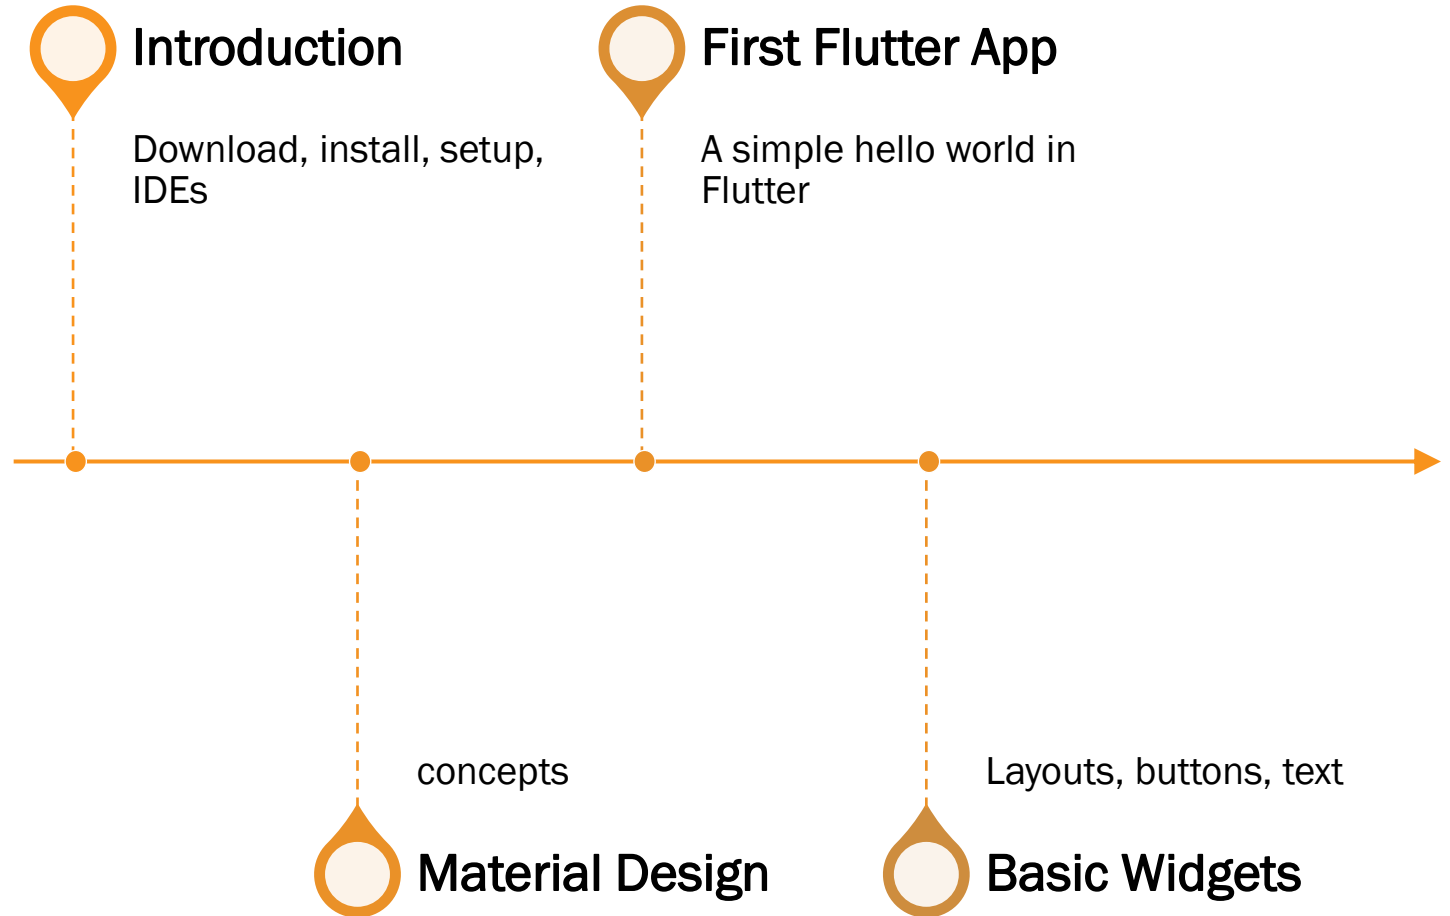 Introduction
Download, install, setup,
IDEs
First Flutter App
A simple hello world in
Flutter
concepts
Material Design
Layouts, buttons, text
Basic Widgets